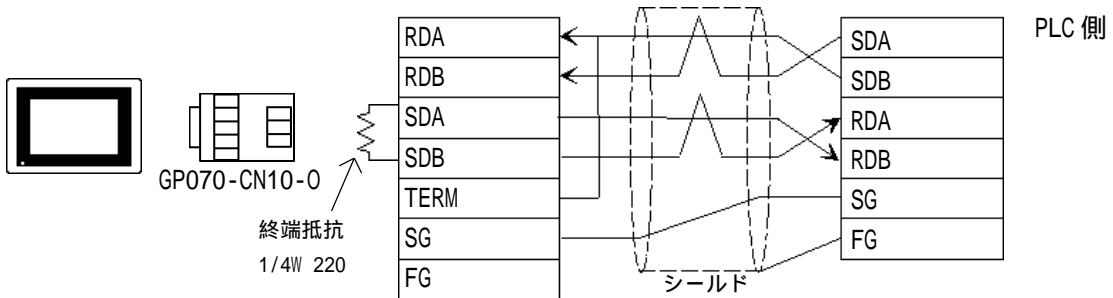 GP070-CN10-0
終端抵抗
1/4W 220
RDA
RDB
SDA
SDB
TERM
SG
FG
シールド
SDA
SDB
RDA
RDB
SG
FG
PLC 側